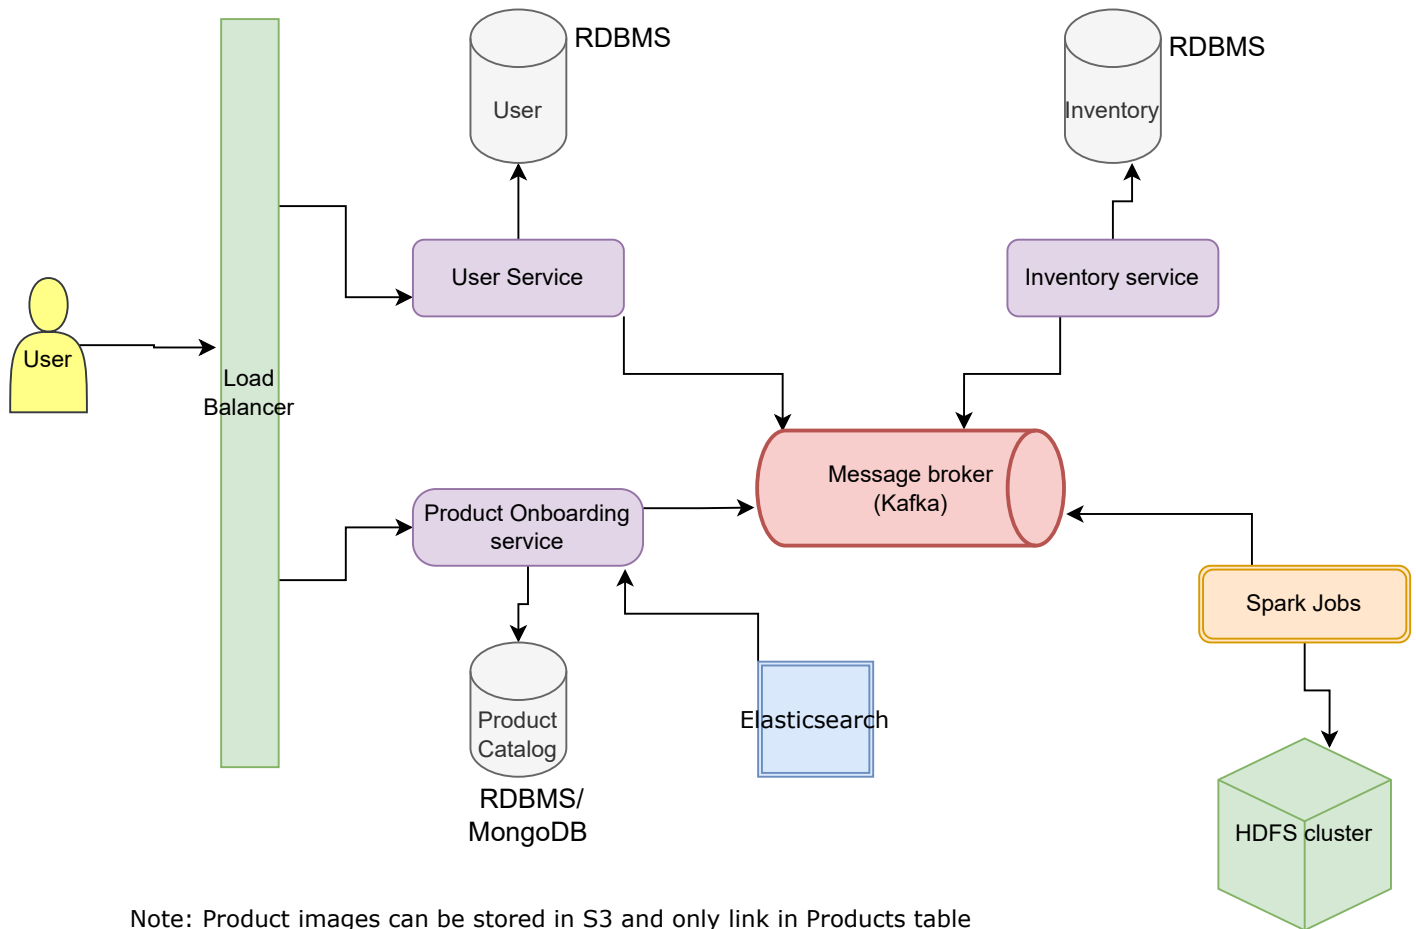 RDBMS
User
RDBMS
Inventory
User Service
Inventory service
User
Load
Balancer
Message broker
(Kafka)
Product Onboarding
service
Spark Jobs
Product
Catalog
Elasticsearch
RDBMS/
MongoDB
HDFS cluster
Note: Product images can be stored in S3 and only link in Products table